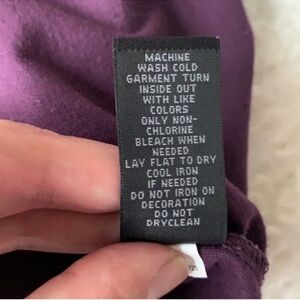 MACHINE
WASH COLD
GARMENT TURN
INSIDE OUT
WITH LIKE
COLORS
ONLY NON-
CHLORINE
BLEACH WHEN
NEEDED
LAY FLAT TO DRY
COOL IRON
IF NEEDED
DO NOT IRON ON
DECORATION
DO NOT
DRYCLEAN